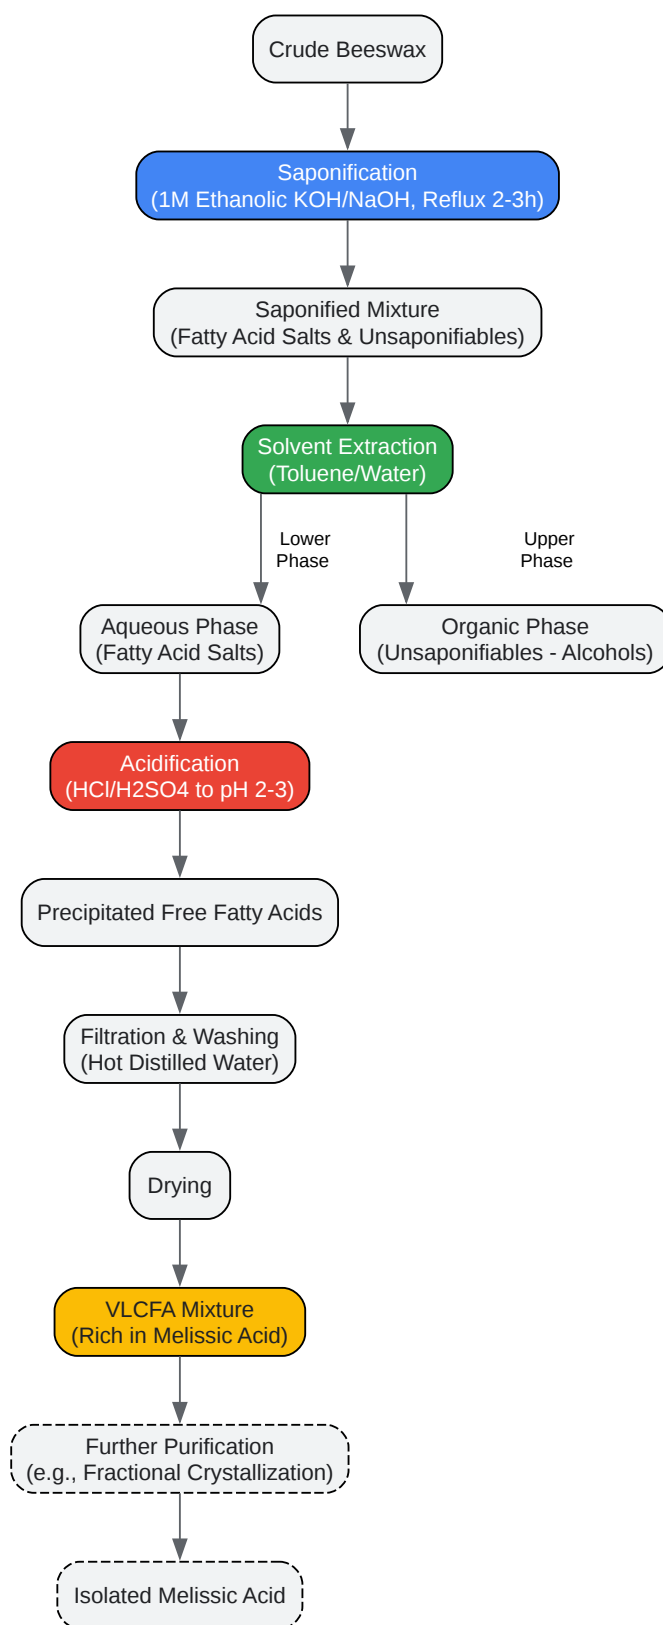 Crude Beeswax
Saponification
(1M Ethanolic KOH/NaOH, Reflux 2-3h)
Saponified Mixture
(Fatty Acid Salts & Unsaponifiables)
Solvent Extraction
(Toluene/Water)
Lower
Phase
Upper
Phase
Aqueous Phase
(Fatty Acid Salts)
Organic Phase
(Unsaponifiables - Alcohols)
Acidification
(HCl/H2SO4 to pH 2-3)
Precipitated Free Fatty Acids
Filtration & Washing
(Hot Distilled Water)
Drying
VLCFA Mixture
(Rich in Melissic Acid)
Further Purification
(e.g., Fractional Crystallization)
Isolated Melissic Acid